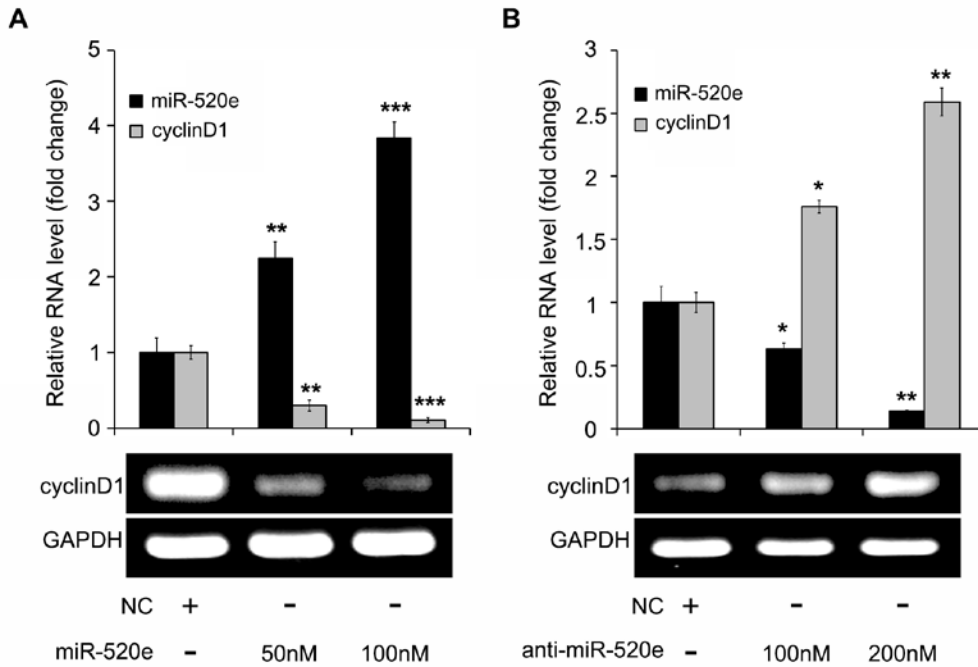 A
5
4
3
2
1
0
Relative RNA level (fold change)
miR-520e
cyclinD1
**
**
***
***
cyclinD1
GAPDH
NC + - -
miR-520e - 50nM 100nM
B
3
2.5
2
1.5
1
0.5
0
Relative RNA level (fold change)
miR-520e
cyclinD1
*
*
**
**
cyclinD1
GAPDH
NC + - -
anti-miR-520e - 100nM 200nM